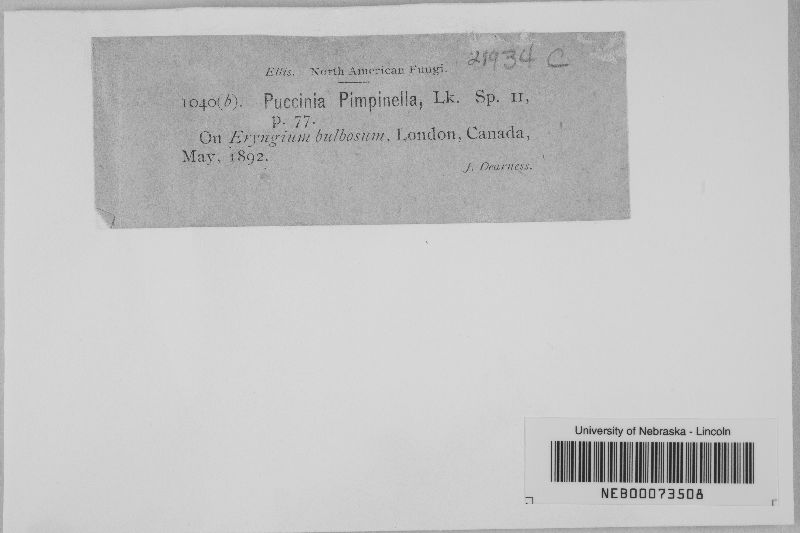 Ellis. North American Fungi. 21934 C
1040(b). Puccinia Pimpinella, Lk. Sp. II,
p. 77.
On Eryngium bulbosum, London, Canada,
May, 1892.
J. Dearness.
University of Nebraska - Lincoln
NEB00073508